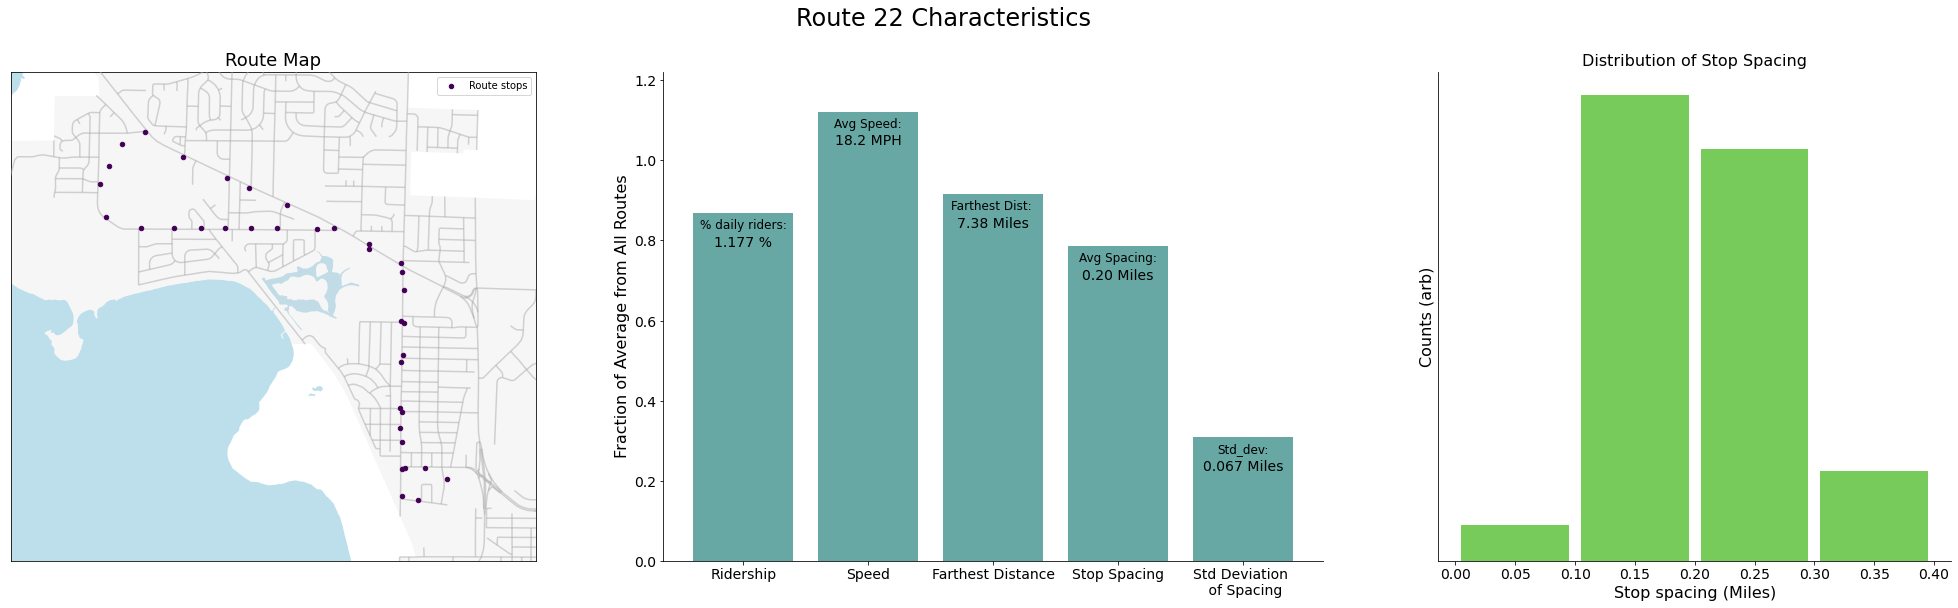 Route 22 Characteristics
Route Map
Route stops
Fraction of Average from All Routes
1.2
1.0
0.8
0.6
0.4
0.2
0.0
% daily riders:
1.177 %
Avg Speed:
18.2 MPH
Farthest Dist:
7.38 Miles
Avg Spacing:
0.20 Miles
Std_dev:
0.067 Miles
Ridership
Speed
Farthest Distance
Stop Spacing
Std Deviation
of Spacing
Distribution of Stop Spacing
Counts (arb)
0.00 0.05 0.10 0.15 0.20 0.25 0.30 0.35 0.40
Stop spacing (Miles)